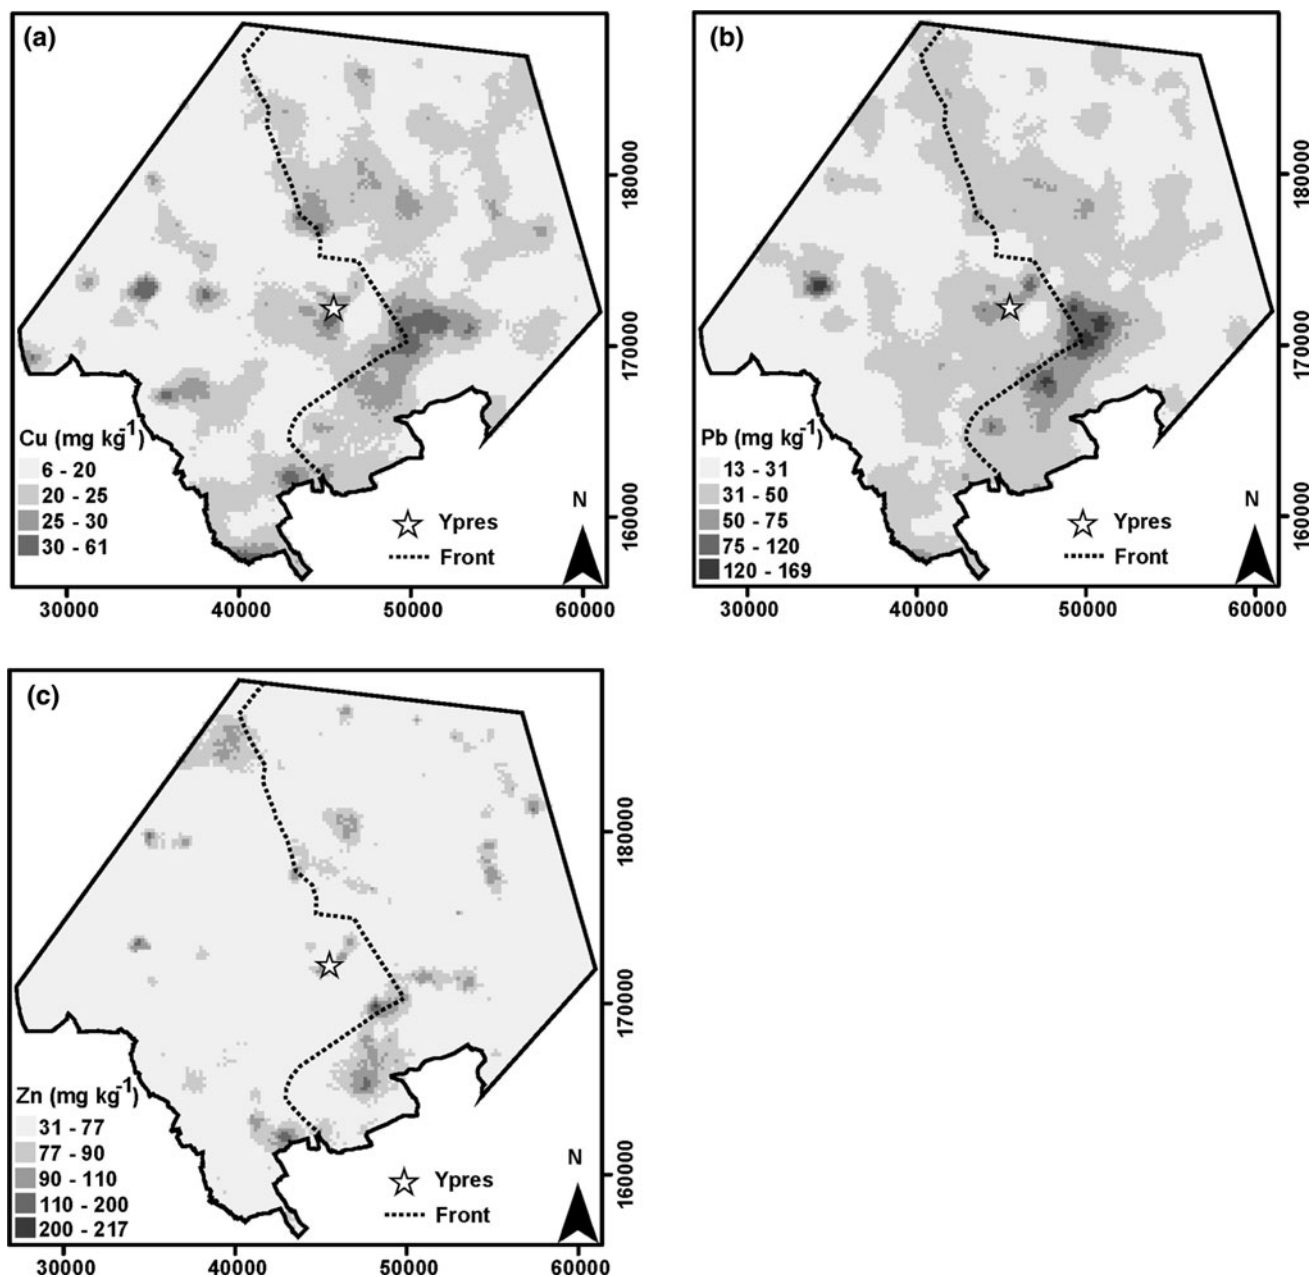 (a)
Cu (mg kg-1)
6 - 20
20 - 25
25 - 30
30 - 61
N
Ypres
Front
180000
170000
160000
30000 40000 50000 60000
(b)
Pb (mg kg-1)
13 - 31
31 - 50
50 - 75
75 - 120
120 - 169
N
Ypres
Front
180000
170000
160000
30000 40000 50000 60000
(c)
Zn (mg kg-1)
31 - 77
77 - 90
90 - 110
110 - 200
200 - 217
N
Ypres
Front
180000
170000
160000
30000 40000 50000 60000